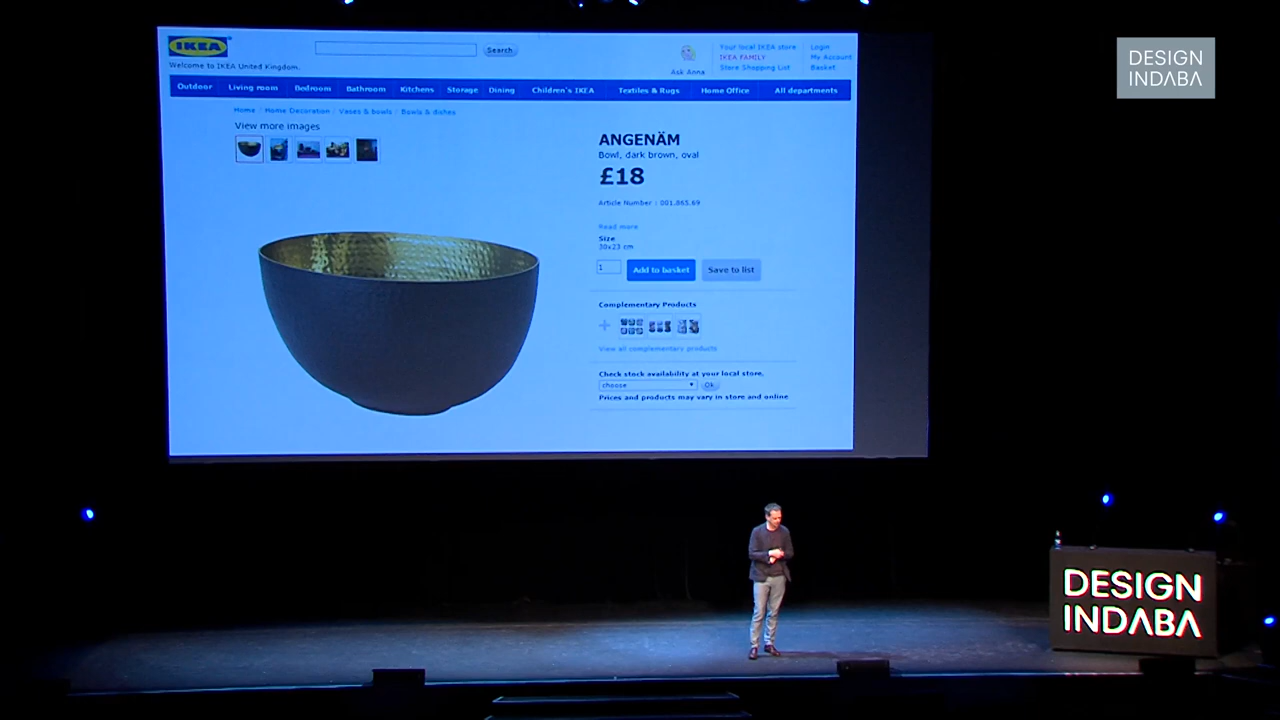 IKEA
Search
Ask Anna
Your local IKEA store
IKEA FAMILY
Store Shopping List
Login
My Account
Basket
Welcome to IKEA United Kingdom.
Outdoor Living room Bedroom Bathroom Kitchens Storage Dining Children's IKEA Textiles & Rugs Home Office All departments
Home / Home Decoration / Vases & bowls / Bowls & dishes
View more images
ANGENÄM
Bowl, dark brown, oval
£18
Article Number : 001.865.69
Read more
Size
30x23 cm
1 Add to basket Save to list
Complementary Products
+
View all complementary products
Check stock availability at your local store.
choose Ok
Prices and products may vary in store and online
DESIGN
INDABA
DESIGN
INDABA